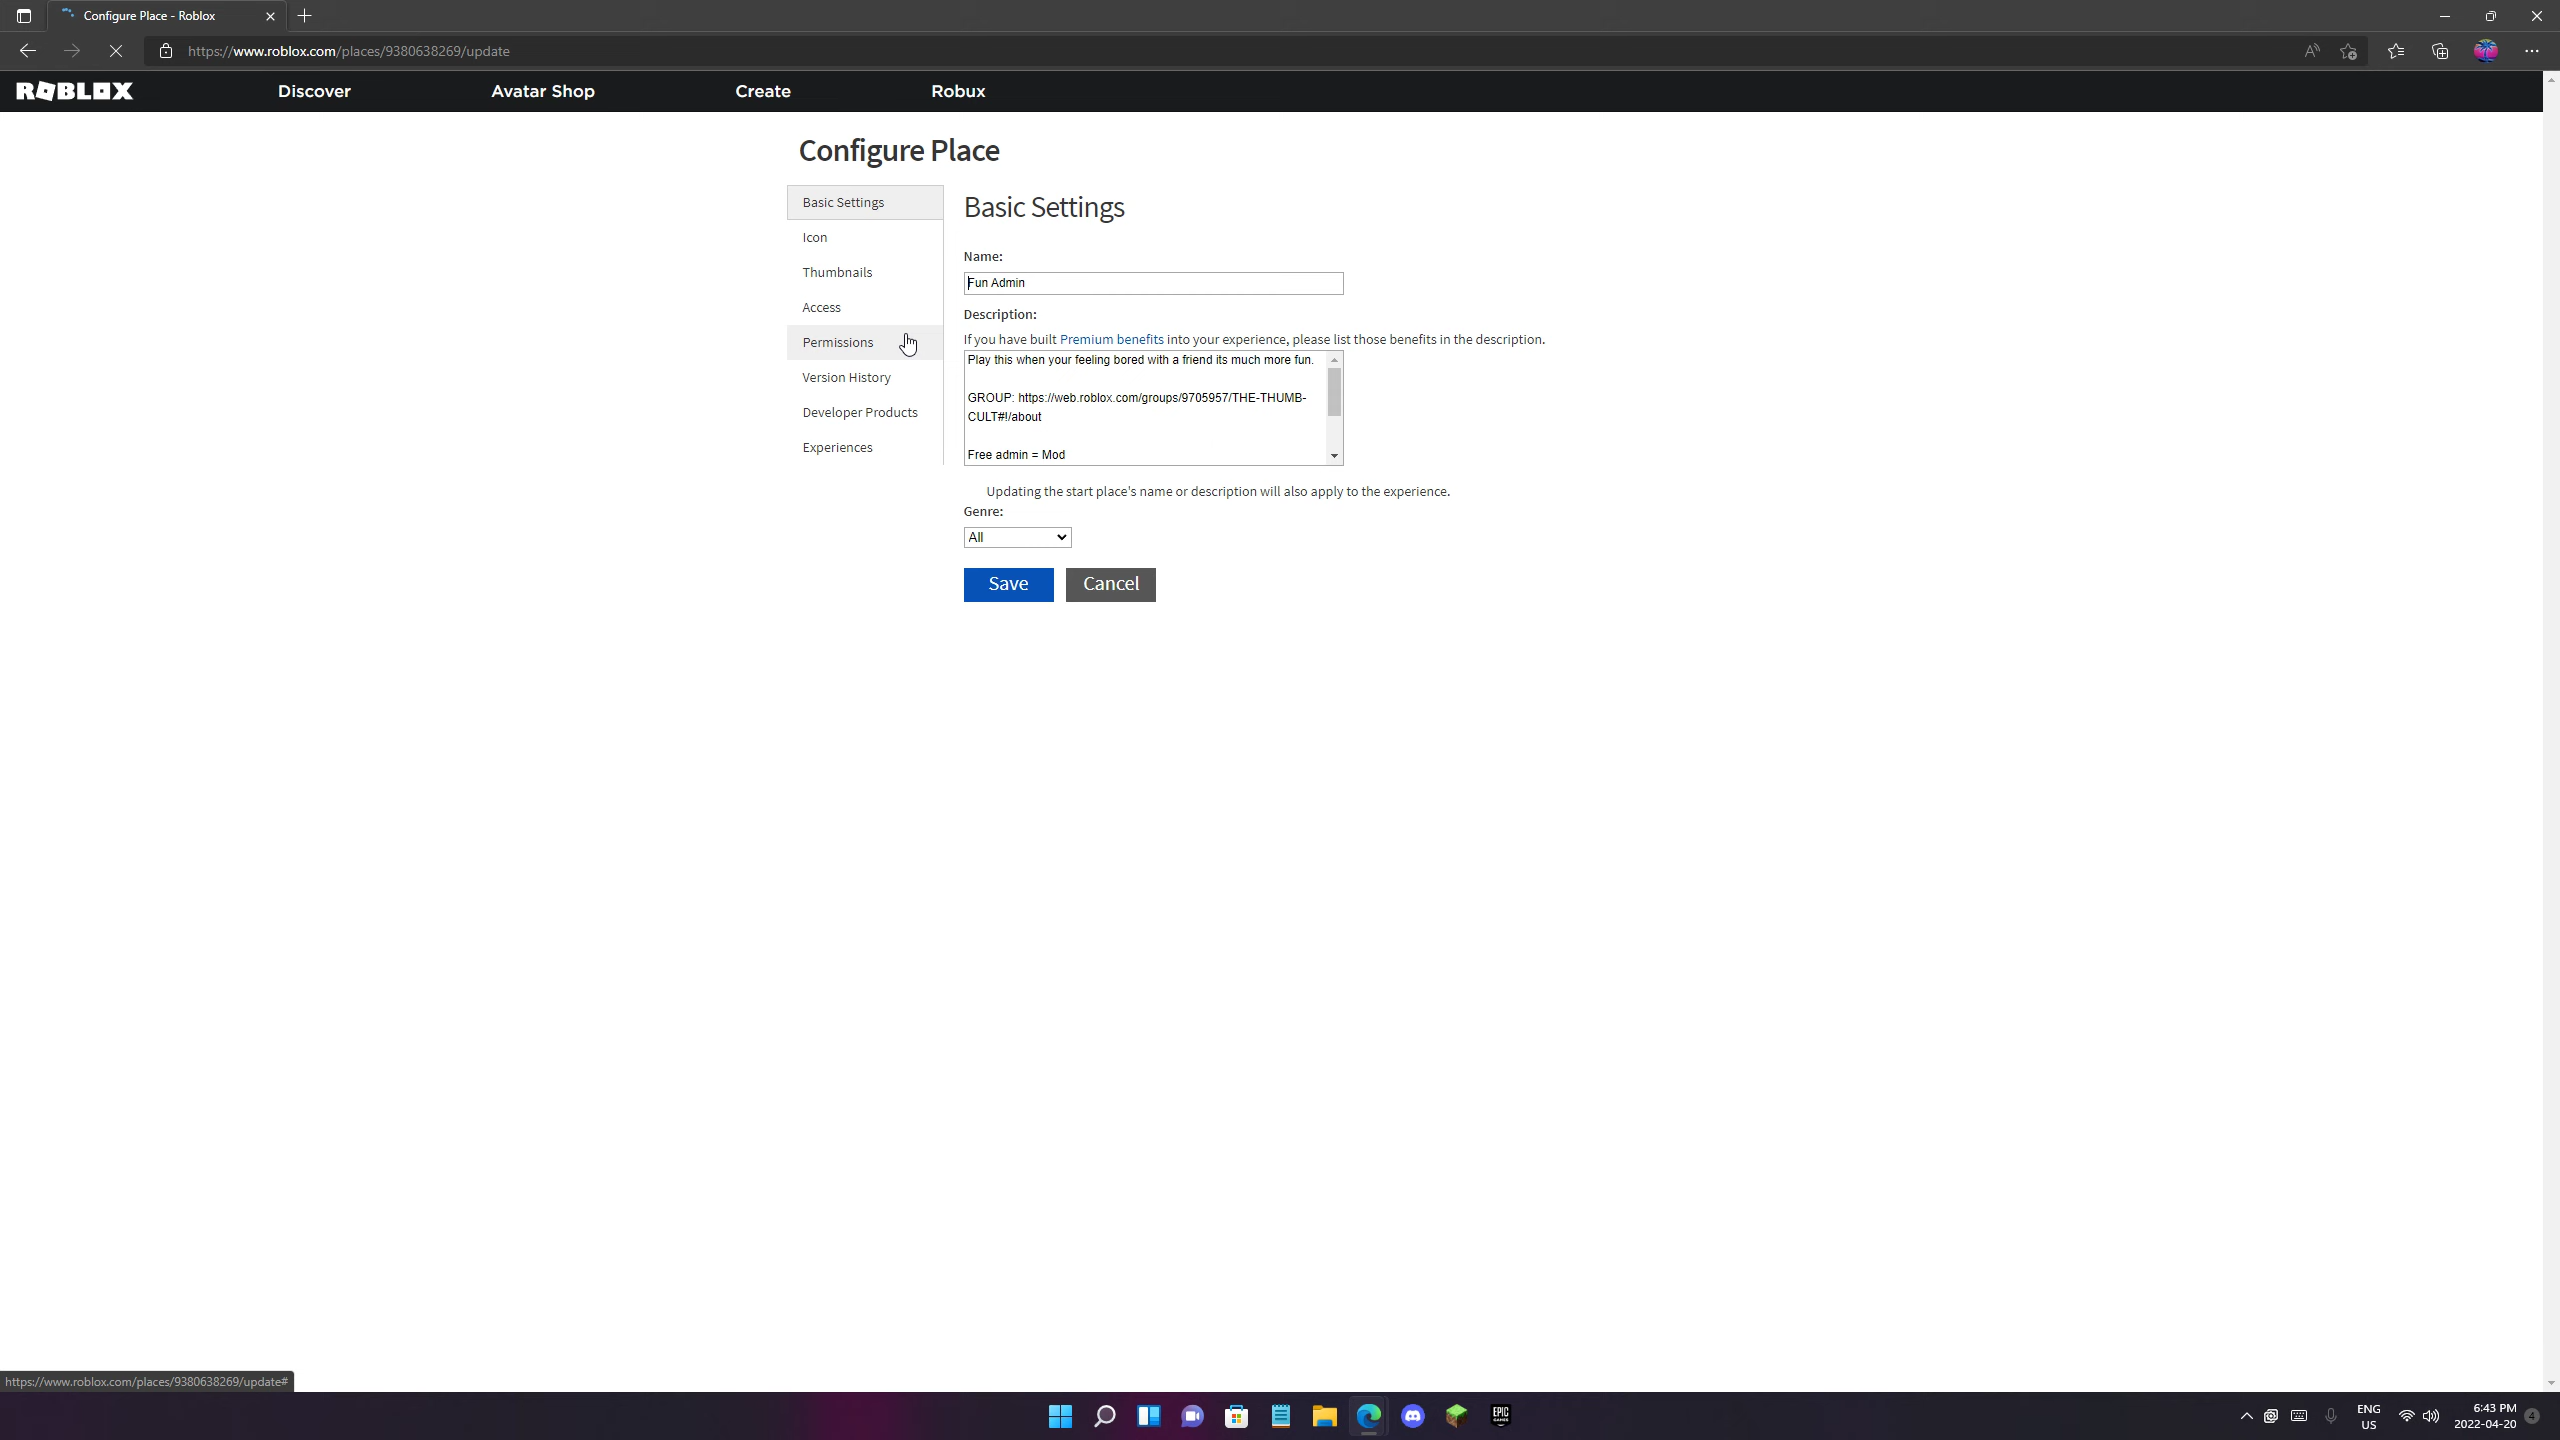 Configure Place - Roblox
https://www.roblox.com/places/9380638269/update
ROBLOX
Discover
Avatar Shop
Create
Robux
Configure Place
Basic Settings
Icon
Thumbnails
Access
Permissions
Version History
Developer Products
Experiences
Basic Settings
Name:
Fun Admin
Description:
If you have built Premium benefits into your experience, please list those benefits in the description.
Play this when your feeling bored with a friend its much more fun.
GROUP: https://web.roblox.com/groups/9705957/THE-THUMB-
CULT#!/about
Free admin = Mod
Updating the start place's name or description will also apply to the experience.
Genre:
All
Save
Cancel
https://www.roblox.com/places/9380638269/update#
EPIC
GAMES
ENG
US
6:43 PM
2022-04-20
4